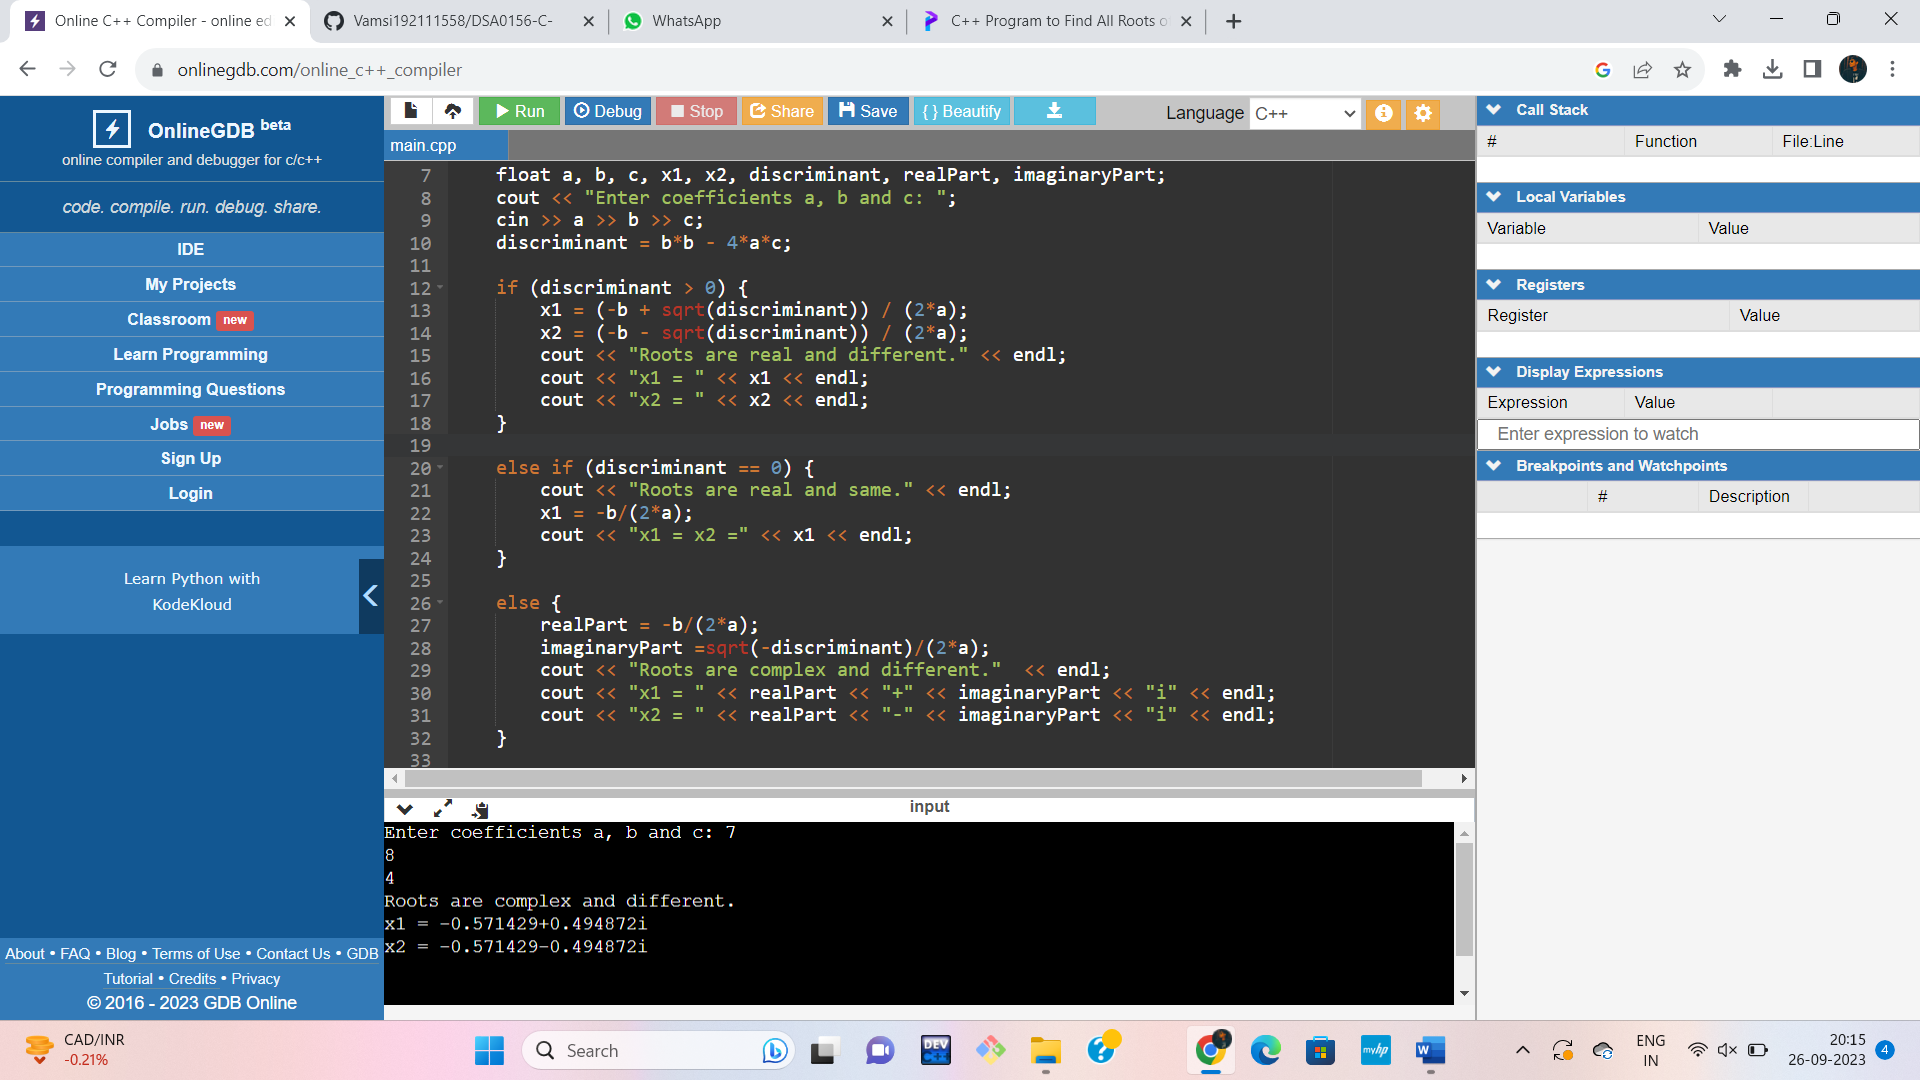 Online C++ Compiler - online ed
Vamsi192111558/DSA0156-C-
WhatsApp
C++ Program to Find All Roots o
onlinegdb.com/online_c++_compiler
OnlineGDB beta
online compiler and debugger for c/c++
code. compile. run. debug. share.
IDE
My Projects
Classroom new
Learn Programming
Programming Questions
Jobs new
Sign Up
Login
Learn Python with
KodeKloud
About • FAQ • Blog • Terms of Use • Contact Us • GDB
Tutorial • Credits • Privacy
© 2016 - 2023 GDB Online
Run
Debug
Stop
Share
Save
{ } Beautify
Language C++
main.cpp
7 float a, b, c, x1, x2, discriminant, realPart, imaginaryPart;
8 cout << "Enter coefficients a, b and c: ";
9 cin >> a >> b >> c;
10 discriminant = b*b - 4*a*c;
11
12 if (discriminant > 0) {
13 x1 = (-b + sqrt(discriminant)) / (2*a);
14 x2 = (-b - sqrt(discriminant)) / (2*a);
15 cout << "Roots are real and different." << endl;
16 cout << "x1 = " << x1 << endl;
17 cout << "x2 = " << x2 << endl;
18 }
19
20 else if (discriminant == 0) {
21 cout << "Roots are real and same." << endl;
22 x1 = -b/(2*a);
23 cout << "x1 = x2 =" << x1 << endl;
24 }
25
26 else {
27 realPart = -b/(2*a);
28 imaginaryPart =sqrt(-discriminant)/(2*a);
29 cout << "Roots are complex and different."  << endl;
30 cout << "x1 = " << realPart << "+" << imaginaryPart << "i" << endl;
31 cout << "x2 = " << realPart << "-" << imaginaryPart << "i" << endl;
32 }
33
input
Enter coefficients a, b and c: 7
8
4
Roots are complex and different.
x1 = -0.571429+0.494872i
x2 = -0.571429-0.494872i
Call Stack
# Function File:Line
Local Variables
Variable Value
Registers
Register Value
Display Expressions
Expression Value
Enter expression to watch
Breakpoints and Watchpoints
# Description
CAD/INR
-0.21%
Search
DEV C++
myhp
W
ENG
IN
20:15
26-09-2023
4